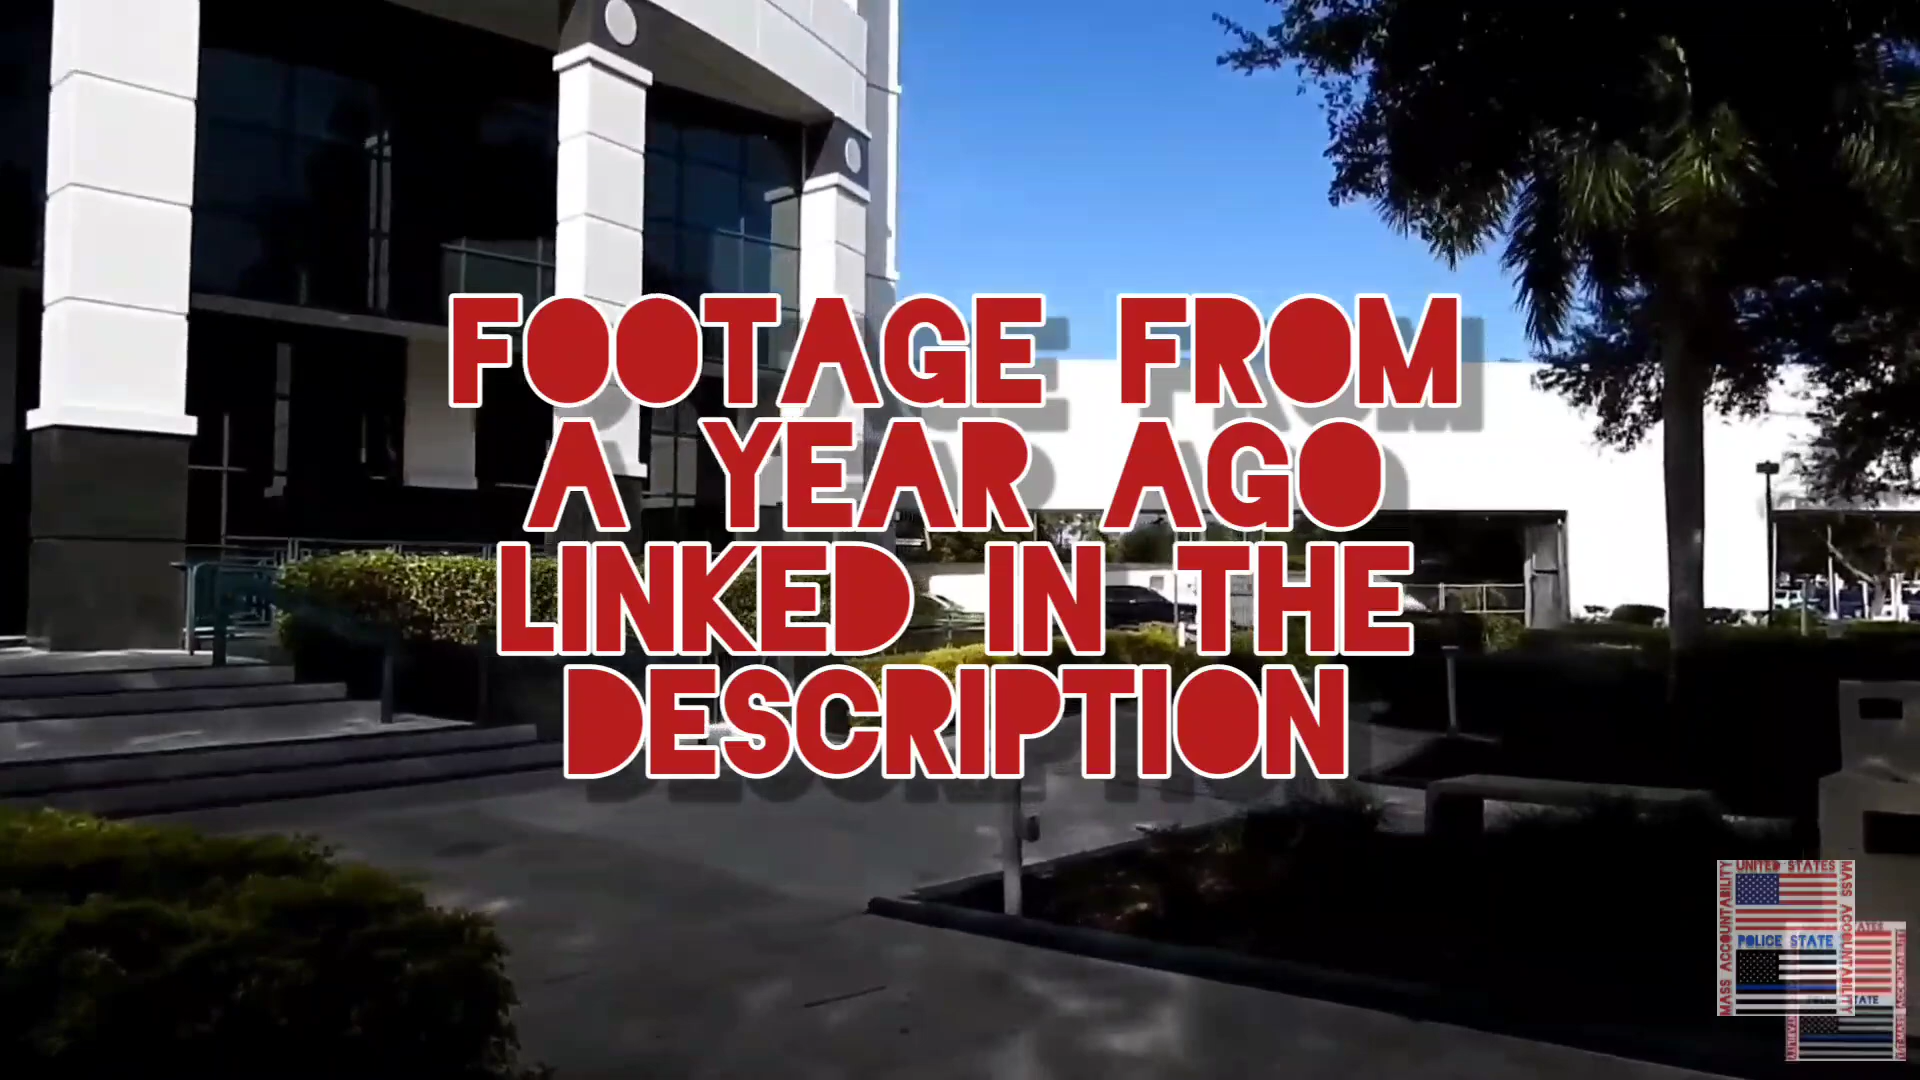 FOOTAGE FROM
A YEAR AGO
LINKED IN THE
DESCRIPTION
UNITED STATES
MASS ACCOUNTABILITY
MASS ACCOUNTABILITY
POLICE STATE